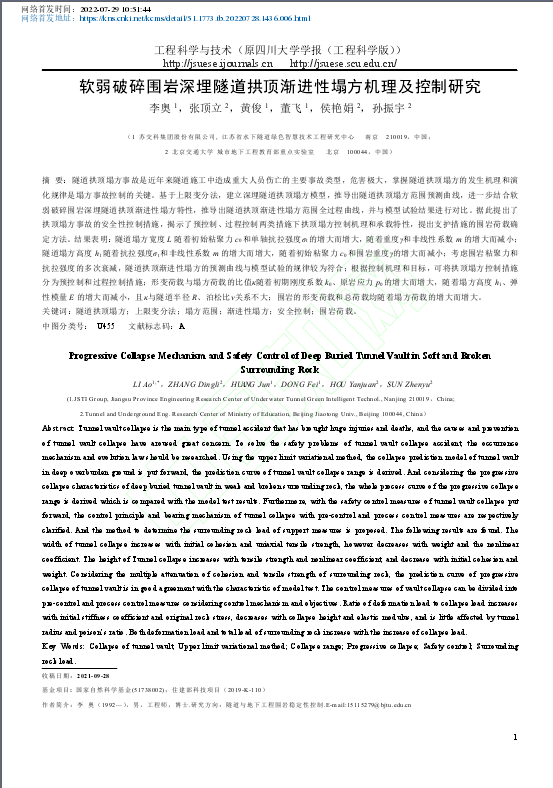 网络首发时间：2022-07-29 10:51:44
网络首发地址：https://kns.cnki.net/kcms/detail/51.1773.tb.20220728.1436.006.html
工程科学与技术（原四川大学学报（工程科学版））
http://jsuese.ijournals.cn http://jsuese.scu.edu.cn/
软弱破碎围岩深埋隧道拱顶渐进性塌方机理及控制研究
李奥 1，张顶立 2，黄俊 1，董飞 1，侯艳娟 2，孙振宇 2
（1 苏交科集团股份有限公司, 江苏省水下隧道绿色智慧技术工程研究中心 南京 210019，中国；
2 北京交通大学 城市地下工程教育部重点实验室 北京 100044，中国）
摘 要：隧道拱顶塌方事故是近年来隧道施工中造成重大人员伤亡的主要事故类型，危害极大，掌握隧道拱顶塌方的发生机理和演
化规律是塌方事故控制的关键。基于上限变分法，建立深埋隧道拱顶塌方模型，推导出隧道拱顶塌方范围预测曲线，进一步结合软
弱破碎围岩深埋隧道拱顶渐进性塌方特性，推导出隧道拱顶渐进性塌方范围全过程曲线，并与模型试验结果进行对比。据此提出了
拱顶塌方事故的安全性控制措施，揭示了预控制、过程控制两类措施下拱顶塌方控制机理和承载特性，提出支护措施的围岩荷载确
定方法。结果表明：隧道塌方宽度 L 随着初始粘聚力 c0 和单轴抗拉强度σt 的增大而增大，随着重度γ和非线性系数 m 的增大而减小；
隧道塌方高度 h1 随着抗拉强度σt 和非线性系数 m 的增大而增大，随着初始粘聚力 c0 和围岩重度γ的增大而减小。考虑围岩粘聚力和
抗拉强度的多次衰减，隧道拱顶渐进性塌方的预测曲线与模型试验的规律较为符合；根据控制机理和目标，可将拱顶塌方控制措施
分为预控制和过程控制措施；形变荷载与塌方荷载的比值κ随着初期刚度系数 k0、原岩应力 p0 的增大而增大，随着塌方高度 h1、弹
性模量 E 的增大而减小，且κ与隧道半径 R、泊松比ν关系不大；围岩的形变荷载和总荷载均随着塌方荷载的增大而增大。
关键词：隧道拱顶塌方；上限变分法；塌方范围；渐进性塌方；安全控制；围岩荷载。
中图分类号： U455 文献标志码：A
Progressive Collapse Mechanism and Safety Control of Deep Buried Tunnel Vault in Soft and Broken
Surrounding Rock
LI Ao1,*，ZHANG Dingli2，HUANG Jun1，DONG Fei1，HOU Yanjuan2，SUN Zhenyu2
(1.JSTI Group, Jiangsu Province Engineering Research Center of Underwater Tunnel Green Intelligent Technol., Nanjing 210019，China;
2.Tunnel and Underground Eng. Research Center of Ministry of Education, Beijing Jiaotong Univ., Beijing 100044, China）
Abstract: Tunnel vault collapse is the main type of tunnel accident that has brought huge injuries and deaths, and the causes and prevention
of tunnel vault collapse have aroused great concern. To solve the safety problems of tunnel vault collapse accident, the occurrence
mechanism and evolution laws should be researched. Using the upper limit variational method, the collapse prediction model of tunnel vault
in deep overburden ground is put forward, the prediction curve of tunnel vault collapse range is derived. And considering the progressive
collapse characteristics of deep buried tunnel vault in weak and broken surrounding rock, the whole process curve of the progressive collapse
range is derived which is compared with the model test results. Furthermore, with the safety control measures of tunnel vault collapse put
forward, the control principle and bearing mechanism of tunnel collapse with pre-control and process control measures are respectively
clarified. And the method to determine the surrounding rock load of support measures is proposed. The following results are found. The
width of tunnel collapse increases with initial cohesion and uniaxial tensile strength, however decreases with weight and the nonlinear
coefficient. The height of Tunnel collapse increases with tensile strength and nonlinear coefficient, and decrease with initial cohesion and
weight. Considering the multiple attenuation of cohesion and tensile strength of surrounding rock, the prediction curve of progressive
collapse of tunnel vault is in good agreement with the characteristic of model test. The control measures of vault collapse can be divided into
pre-control and process control measures considering control mechanism and objectives. Ratio of deformation load to collapse load increases
with initial stiffness coefficient and original rock stress, decreases with collapse height and elastic modulus, and is little affected by tunnel
radius and poison's ratio. Both deformation load and total load of surrounding rock increase with the increase of collapse load.
Key Words: Collapse of tunnel vault; Upper limit variational method; Collapse range; Progressive collapse; Safety control; Surrounding
rock load.
收稿日期：2021-09-28
基金项目: 国家自然科学基金(51738002)；住建部科技项目（2019-K-110）
作者简介：李 奥（1992—），男，工程师，博士.研究方向：隧道与地下工程围岩稳定性控制.E-mail:15115279@bjtu.edu.cn
1